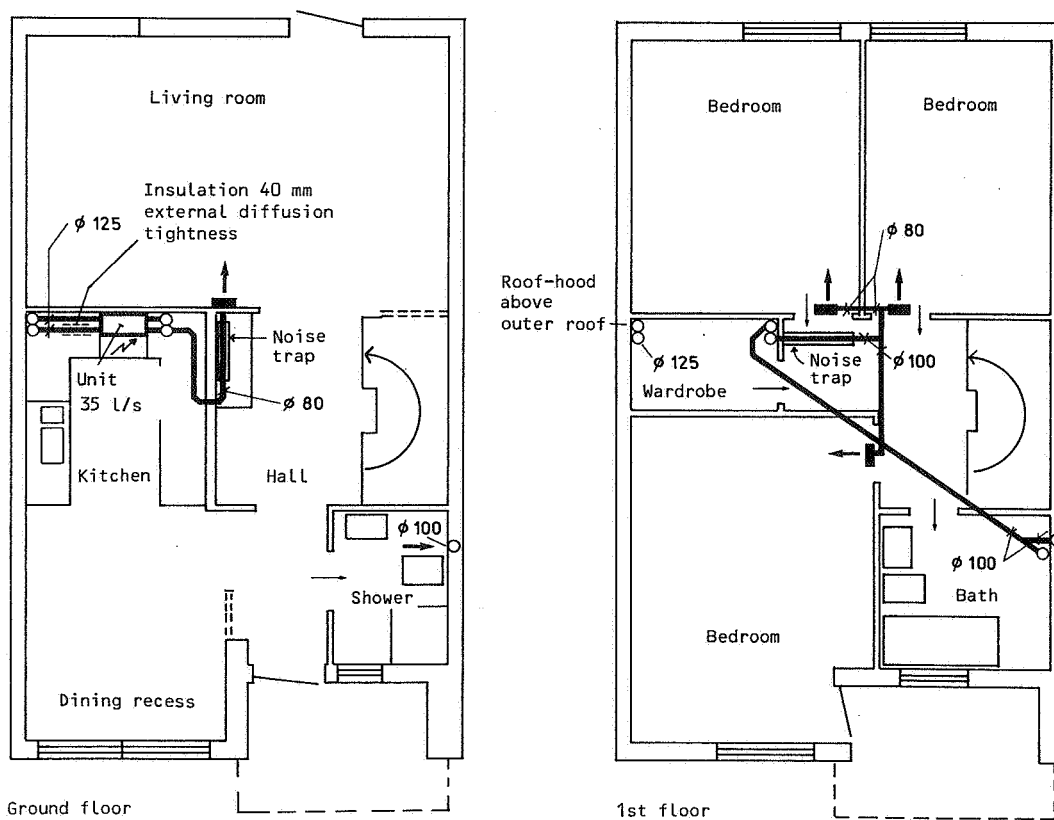 Living room
Insulation 40 mm
external diffusion
tightness
ø 125
Noise
trap
Unit
35 l/s
ø 80
Kitchen
Hall
ø 100
Shower
Dining recess
Ground floor
Bedroom
Bedroom
ø 80
Roof-hood
above
outer roof
ø 125
Noise
trap
ø 100
Wardrobe
ø 100
Bath
Bedroom
1st floor